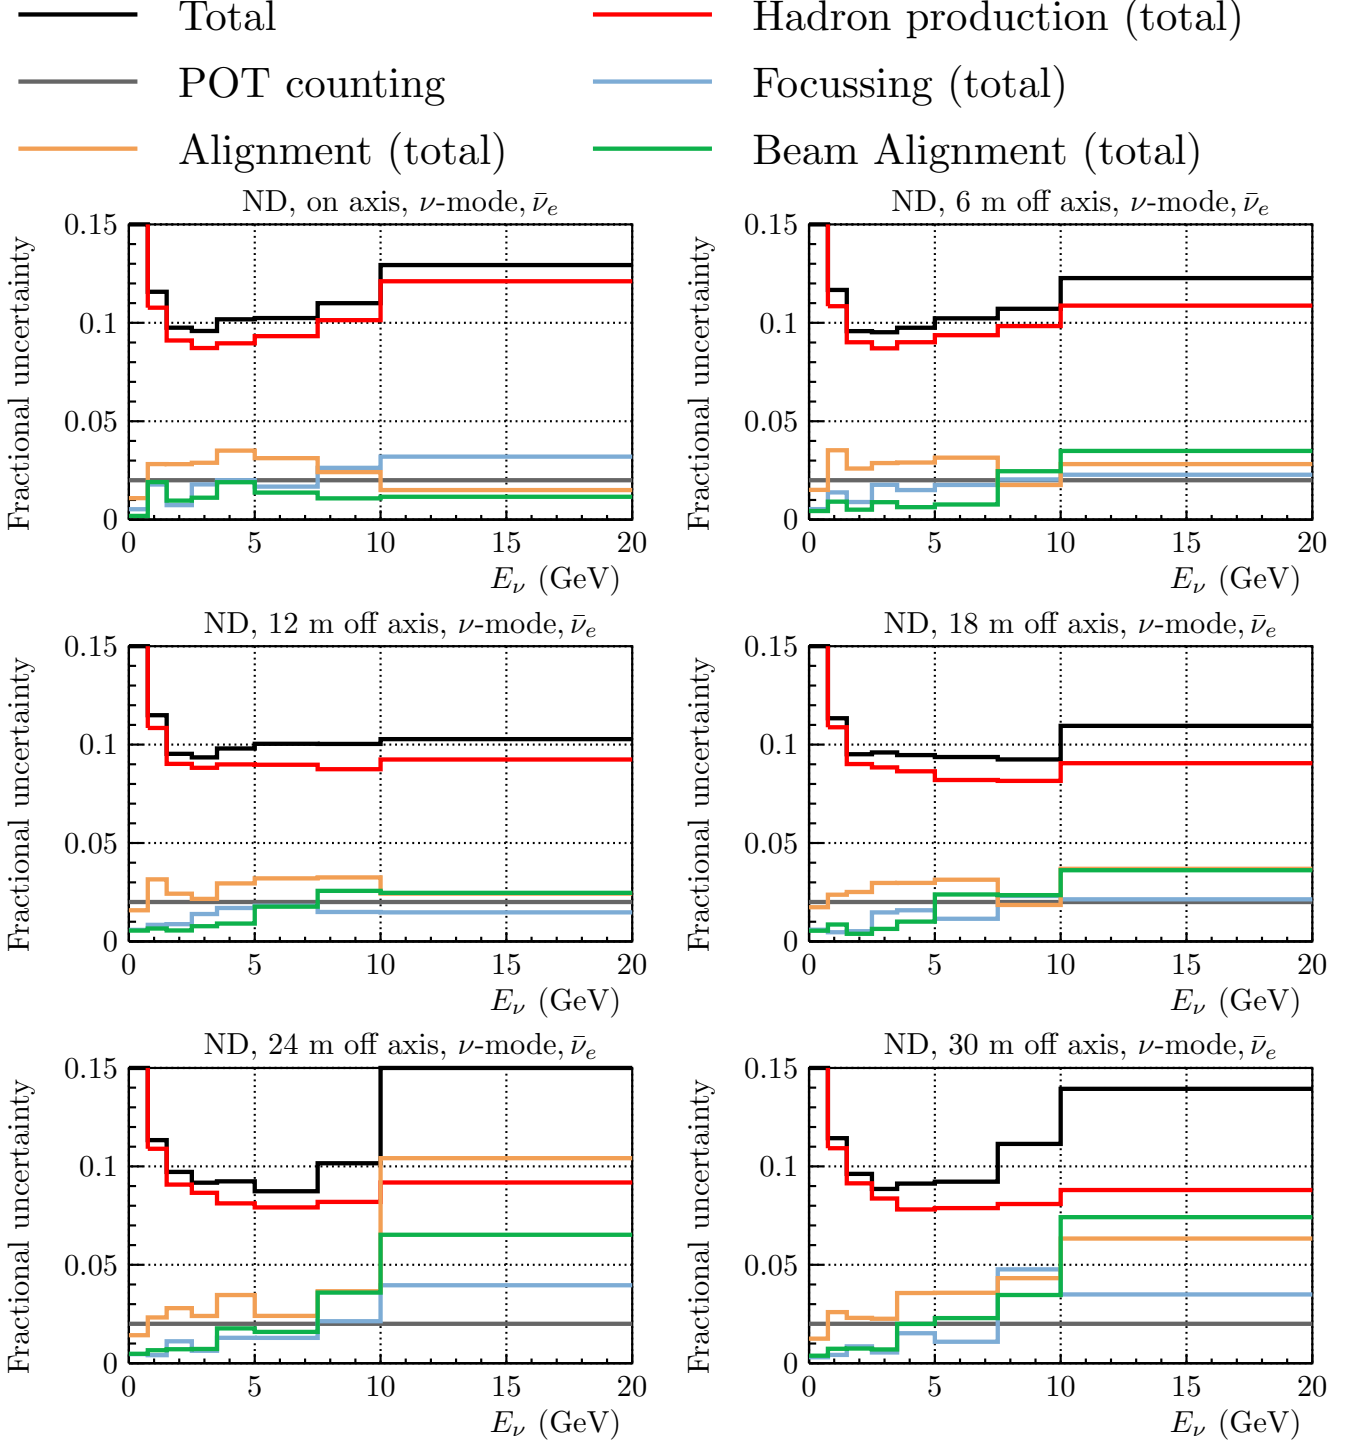 Total Hadron production (total)
POT counting Focussing (total)
Alignment (total) Beam Alignment (total)
ND, on axis, ν-mode, ν̄ₑ
0.15
0.1
0.05
0
Fractional uncertainty
0 5 10 15 20
E_ν (GeV)
ND, 6 m off axis, ν-mode, ν̄ₑ
0.15
0.1
0.05
0
Fractional uncertainty
0 5 10 15 20
E_ν (GeV)
ND, 12 m off axis, ν-mode, ν̄ₑ
0.15
0.1
0.05
0
Fractional uncertainty
0 5 10 15 20
E_ν (GeV)
ND, 18 m off axis, ν-mode, ν̄ₑ
0.15
0.1
0.05
0
Fractional uncertainty
0 5 10 15 20
E_ν (GeV)
ND, 24 m off axis, ν-mode, ν̄ₑ
0.15
0.1
0.05
0
Fractional uncertainty
0 5 10 15 20
E_ν (GeV)
ND, 30 m off axis, ν-mode, ν̄ₑ
0.15
0.1
0.05
0
Fractional uncertainty
0 5 10 15 20
E_ν (GeV)